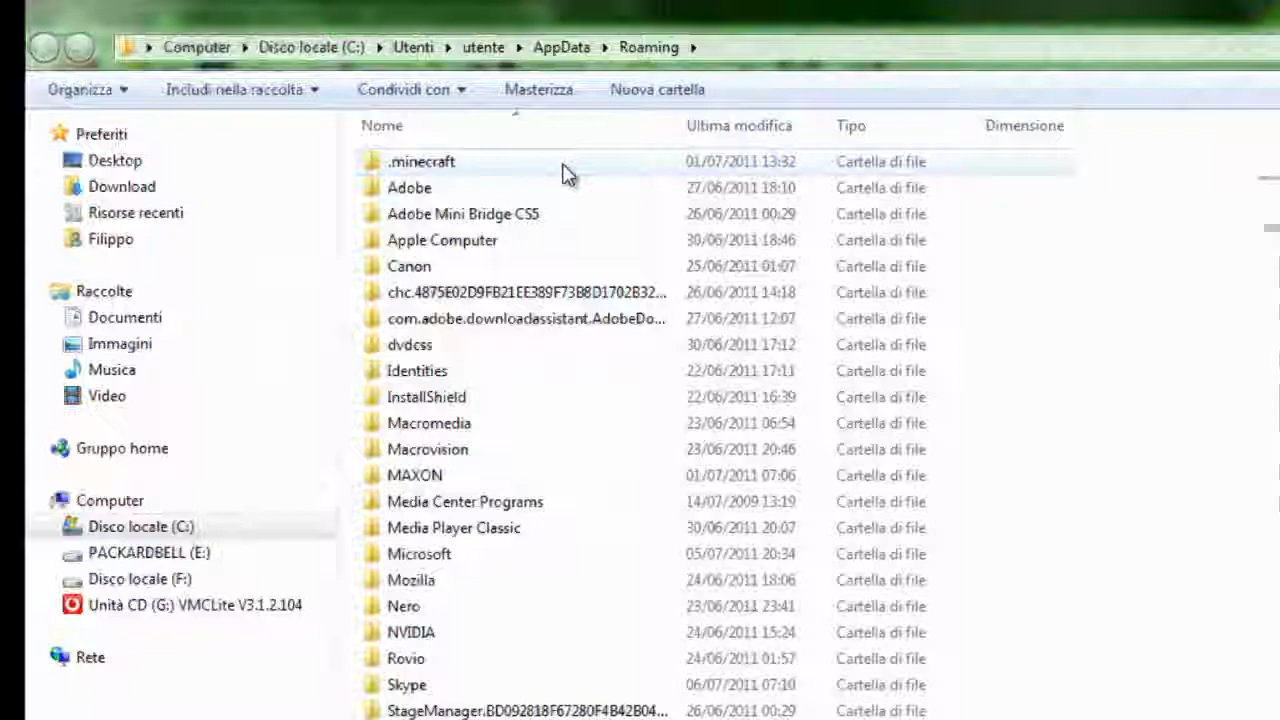 Computer Disco locale (C:) Utenti utente AppData Roaming
Organizza Includi nella raccolta Condividi con Masterizza Nuova cartella
Preferiti
Desktop
Download
Risorse recenti
Filippo
Raccolte
Documenti
Immagini
Musica
Video
Gruppo home
Computer
Disco locale (C:)
PACKARDBELL (E:)
Disco locale (F:)
Unità CD (G:) VMCLite V3.1.2.104
Rete
Nome Ultima modifica Tipo Dimensione
.minecraft 01/07/2011 13:32 Cartella di file
Adobe 27/06/2011 18:10 Cartella di file
Adobe Mini Bridge CS5 26/06/2011 00:29 Cartella di file
Apple Computer 30/06/2011 18:46 Cartella di file
Canon 25/06/2011 01:07 Cartella di file
chc.4875E02D9FB21EE389F73B8D1702B32... 26/06/2011 14:18 Cartella di file
com.adobe.downloadassistant.AdobeDo... 27/06/2011 12:07 Cartella di file
dvdcss 30/06/2011 17:12 Cartella di file
Identities 22/06/2011 17:11 Cartella di file
InstallShield 22/06/2011 16:39 Cartella di file
Macromedia 23/06/2011 06:54 Cartella di file
Macrovision 23/06/2011 20:46 Cartella di file
MAXON 01/07/2011 07:06 Cartella di file
Media Center Programs 14/07/2009 13:19 Cartella di file
Media Player Classic 30/06/2011 20:07 Cartella di file
Microsoft 05/07/2011 20:34 Cartella di file
Mozilla 24/06/2011 18:06 Cartella di file
Nero 23/06/2011 23:41 Cartella di file
NVIDIA 24/06/2011 15:24 Cartella di file
Rovio 24/06/2011 01:57 Cartella di file
Skype 06/07/2011 07:10 Cartella di file
StageManager.BD092818F67280F4B42B04... 26/06/2011 00:29 Cartella di file